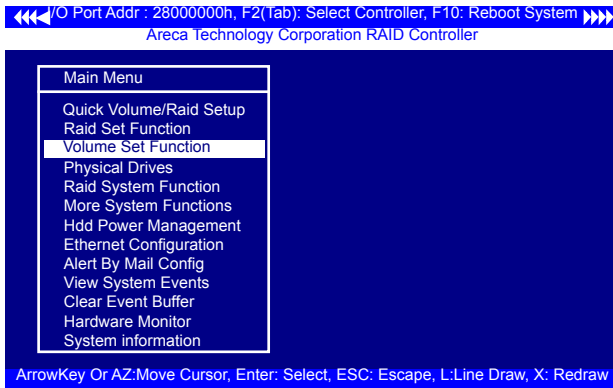 I/O Port Addr : 28000000h, F2(Tab): Select Controller, F10: Reboot System
Areca Technology Corporation RAID Controller
Main Menu
Quick Volume/Raid Setup
Raid Set Function
Volume Set Function
Physical Drives
Raid System Function
More System Functions
Hdd Power Management
Ethernet Configuration
Alert By Mail Config
View System Events
Clear Event Buffer
Hardware Monitor
System information
ArrowKey Or AZ:Move Cursor, Enter: Select, ESC: Escape, L:Line Draw, X: Redraw